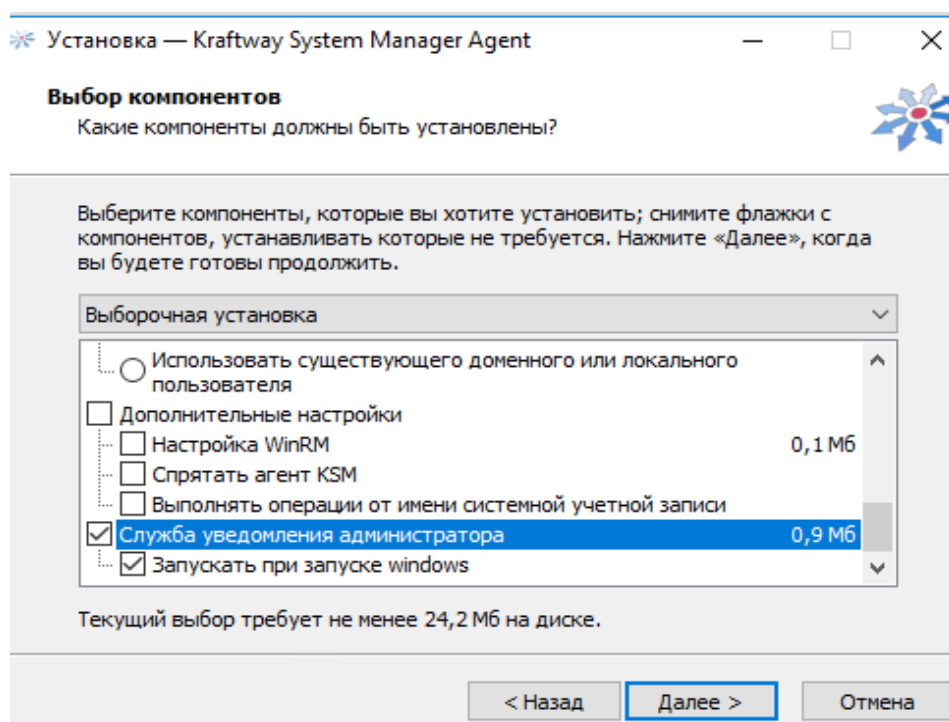 Установка — Kraftway System Manager Agent
Выбор компонентов
Какие компоненты должны быть установлены?
Выберите компоненты, которые вы хотите установить; снимите флажки с
компонентов, устанавливать которые не требуется. Нажмите «Далее», когда
вы будете готовы продолжить.
Выборочная установка
Использовать существующего доменного или локального
пользователя
Дополнительные настройки
Настройка WinRM 0,1 Мб
Спрятать агент KSM
Выполнять операции от имени системной учетной записи
Служба уведомления администратора 0,9 Мб
Запускать при запуске windows
Текущий выбор требует не менее 24,2 Мб на диске.
< Назад Далее > Отмена